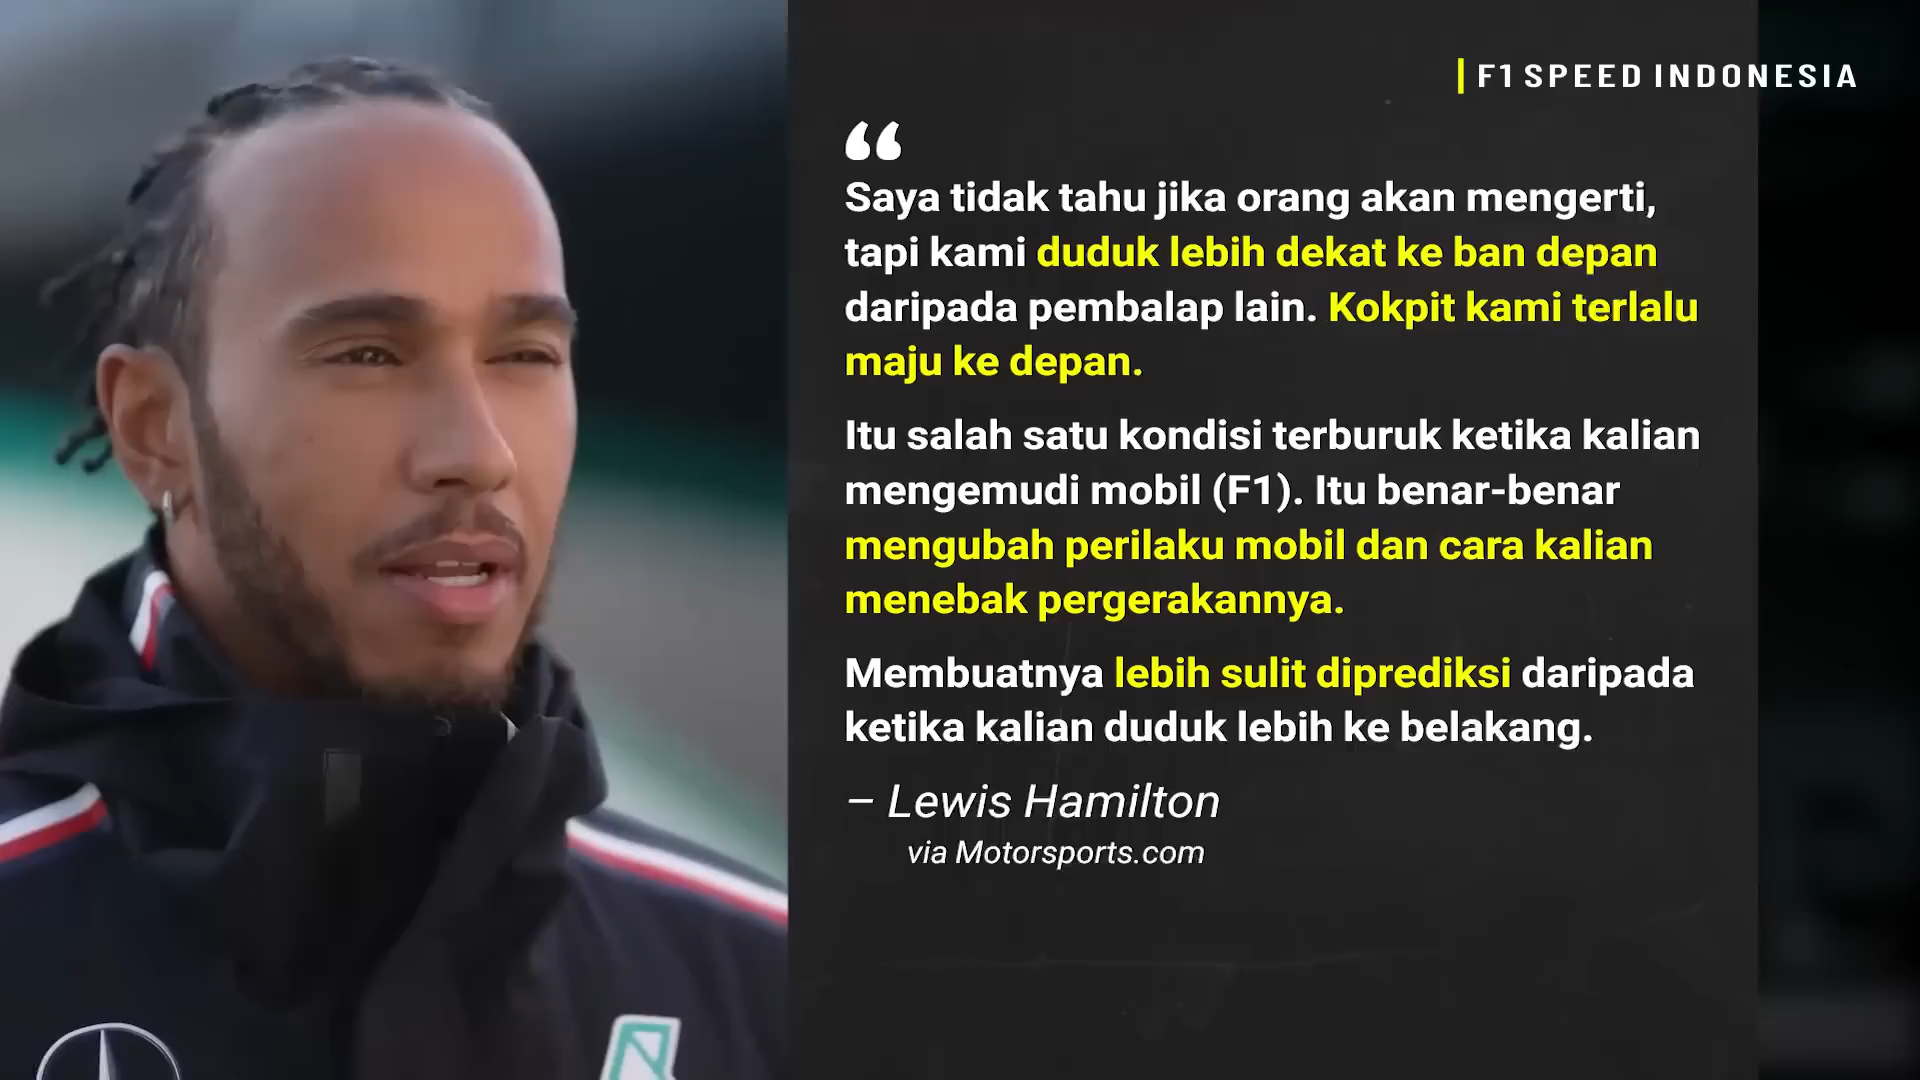 F1 SPEED INDONESIA
“
Saya tidak tahu jika orang akan mengerti,
tapi kami duduk lebih dekat ke ban depan
daripada pembalap lain. Kokpit kami terlalu
maju ke depan.
Itu salah satu kondisi terburuk ketika kalian
mengemudi mobil (F1). Itu benar-benar
mengubah perilaku mobil dan cara kalian
menebak pergerakannya.
Membuatnya lebih sulit diprediksi daripada
ketika kalian duduk lebih ke belakang.
– Lewis Hamilton
via Motorsports.com